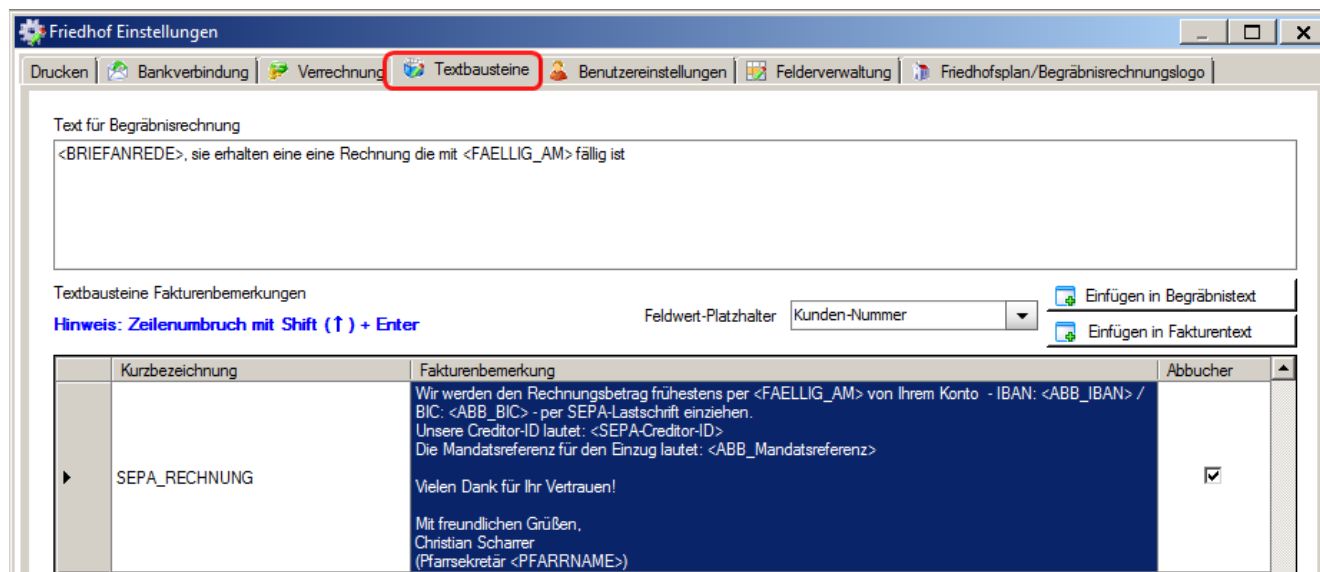 Friedhof Einstellungen
Drucken Bankverbindung Verrechnung Textbausteine Benutzereinstellungen Felderverwaltung Friedhofsplan/Begräbnisrechnungslogo
Text für Begräbnisrechnung
<BRIEFANREDE>, sie erhalten eine eine Rechnung die mit <FAELLIG_AM> fällig ist
Textbausteine Fakturenbemerkungen
Hinweis: Zeilenumbruch mit Shift (↑) + Enter
Feldwert-Platzhalter Kunden-Nummer
Einfügen in Begräbnistext
Einfügen in Fakturentext
Kurzbezeichnung Fakturenbemerkung Abbucher
SEPA_RECHNUNG
Wir werden den Rechnungsbetrag frühestens per <FAELLIG_AM> von Ihrem Konto - IBAN: <ABB_IBAN> /
BIC: <ABB_BIC> - per SEPA-Lastschrift einziehen.
Unsere Creditor-ID lautet: <SEPA-Creditor-ID>
Die Mandatsreferenz für den Einzug lautet: <ABB_Mandatsreferenz>
Vielen Dank für Ihr Vertrauen!
Mit freundlichen Grüßen,
Christian Scharrer
(Pfarrsekretär <PFARRNAME>)